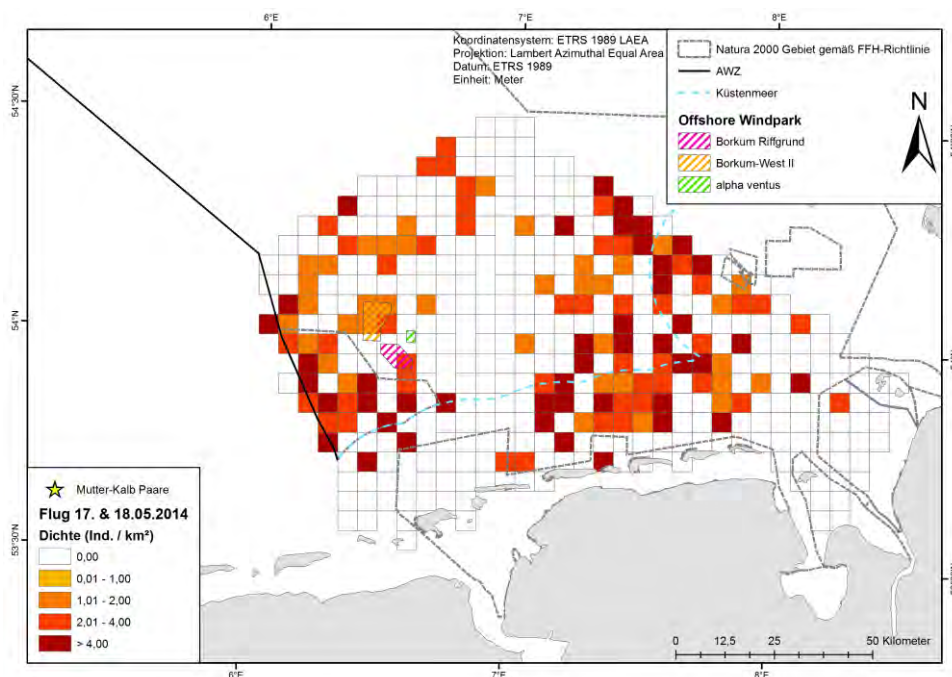 6°E
7°E
8°E
Koordinatensystem: ETRS 1989 LAEA
Projektion: Lambert Azimuthal Equal Area
Datum: ETRS 1989
Einheit: Meter
Natura 2000 Gebiet gemäß FFH-Richtlinie
AWZ
Küstenmeer
Offshore Windpark
Borkum Riffgrund
Borkum-West II
alpha ventus
N
54°30'N
54°N
53°30'N
Mutter-Kalb Paare
Flug 17. & 18.05.2014
Dichte (Ind. / km²)
0,00
0,01 - 1,00
1,01 - 2,00
2,01 - 4,00
> 4,00
0 12,5 25 50 Kilometer
6°E
7°E
8°E